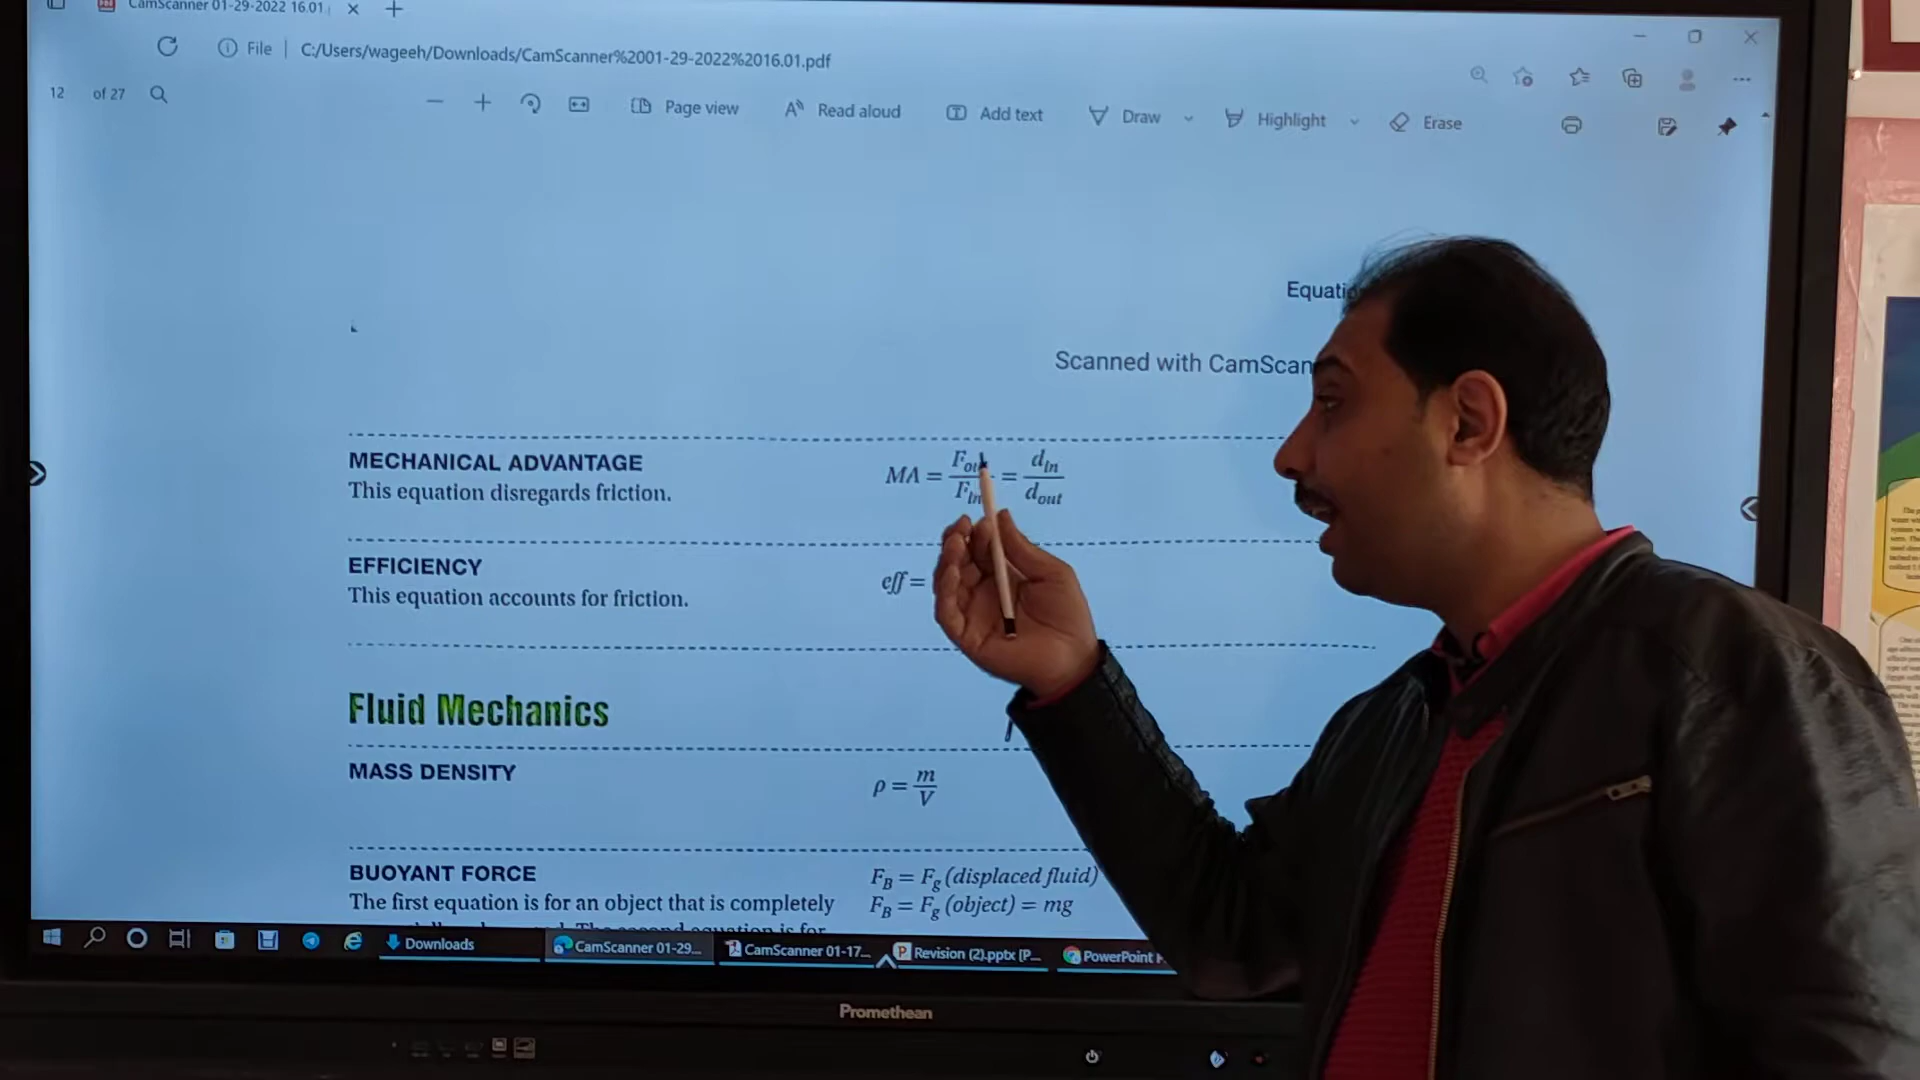 CamScanner 01-29-2022 16.01
File
C:/Users/wageeh/Downloads/CamScanner%2001-29-2022%2016.01.pdf
12 of 27
Page view
Read aloud
Add text
Draw
Highlight
Erase
Scanned with
MECHANICAL ADVANTAGE
This equation disregards friction.
MA = F / F = d_in / d_out
EFFICIENCY
This equation accounts for friction.
eff =
Fluid Mechanics
MASS DENSITY
ρ = m / V
BUOYANT FORCE
The first equation is for an object that is completely
F_B = F_g (displaced fluid)
F_B = F_g (object) = mg
Downloads
CamScanner 01-29...
CamScanner 01-17...
Revision (2).pptx [P...
PowerPoint
Promethean